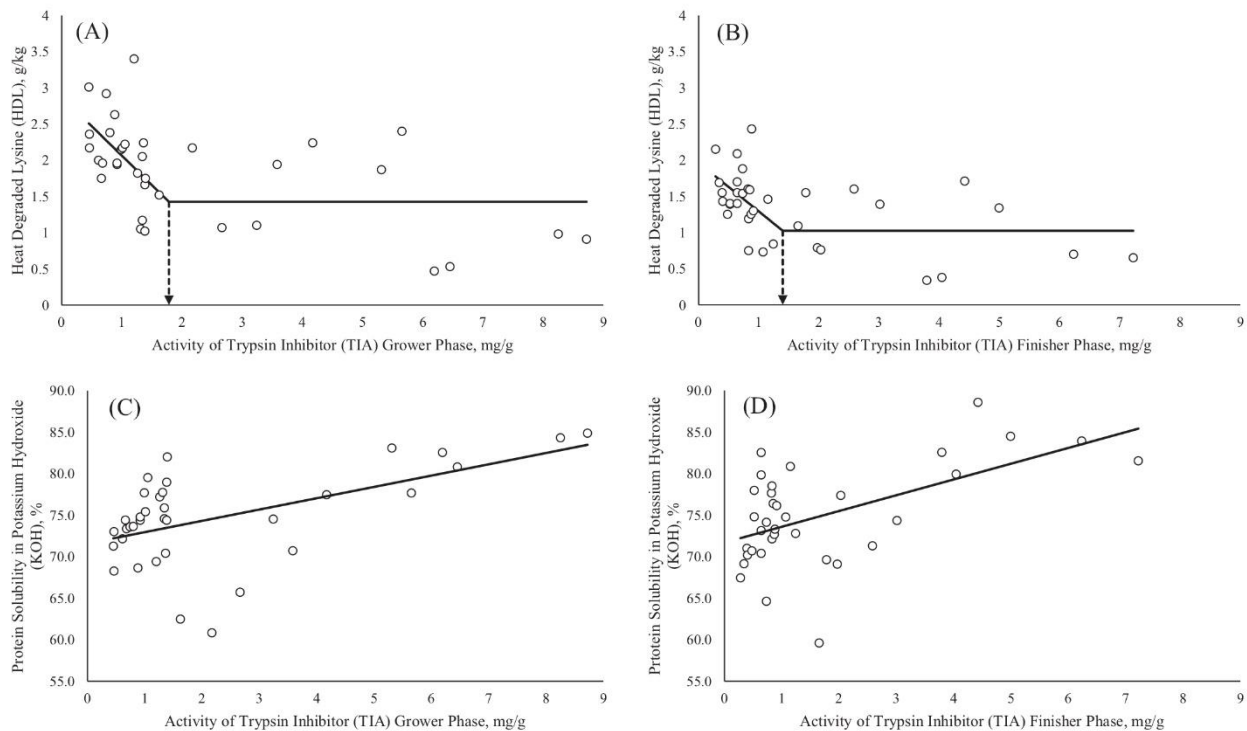 (A)
Heat Degraded Lysine (HDL), g/kg
4
3.5
3
2.5
2
1.5
1
0.5
0
0 1 2 3 4 5 6 7 8 9
Activity of Trypsin Inhibitor (TIA) Grower Phase, mg/g
(B)
Heat Degraded Lysine (HDL), g/kg
4
3.5
3
2.5
2
1.5
1
0.5
0
0 1 2 3 4 5 6 7 8 9
Activity of Trypsin Inhibitor (TIA) Finisher Phase, mg/g
(C)
Protein Solubility in Potassium Hydroxide
(KOH), %
90.0
85.0
80.0
75.0
70.0
65.0
60.0
55.0
0 1 2 3 4 5 6 7 8 9
Activity of Trypsin Inhibitor (TIA) Grower Phase, mg/g
(D)
Prtotein Solubility in Potassium Hydroxide
(KOH), %
90.0
85.0
80.0
75.0
70.0
65.0
60.0
55.0
0 1 2 3 4 5 6 7 8 9
Activity of Trypsin Inhibitor (TIA) Finisher Phase, mg/g